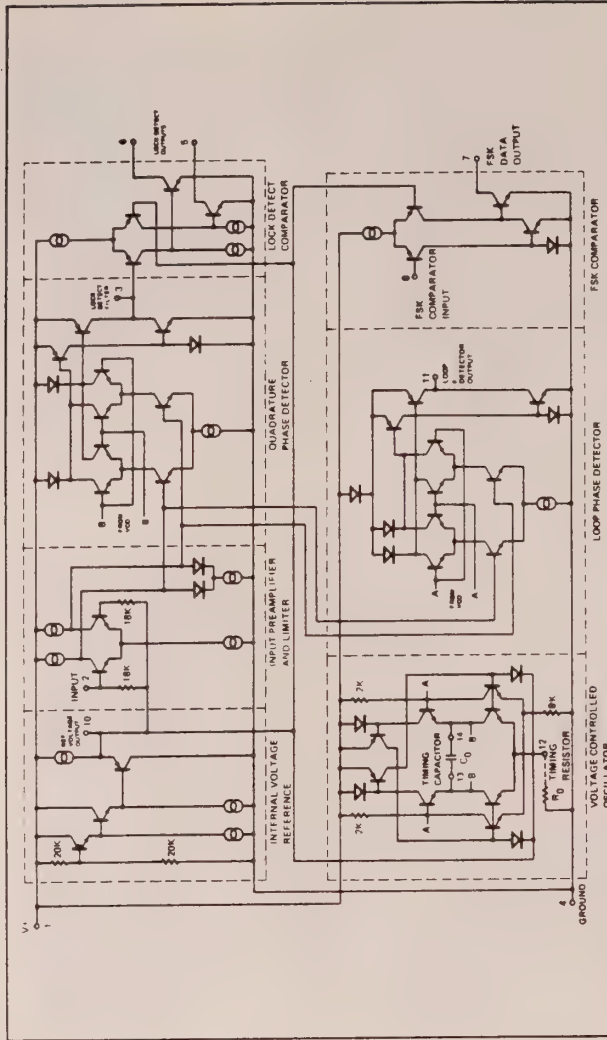 V+
1
20K
20K
REF
VOLTAGE
OUTPUT
10
INTERNAL VOLTAGE
REFERENCE
INPUT
2
18K
18K
INPUT PREAMPLIFIER
AND LIMITER
B
FROM VCO
B
QUADRATURE
PHASE DETECTOR
LOCK
DETECT
FILTER
3
LOCK DETECT
COMPARATOR
6
LOCK DETECT
OUTPUTS
5
4
GROUND
2K
2K
A
A
TIMING
CAPACITOR
13
C0
14
B
B
8K
12
R0
TIMING
RESISTOR
VOLTAGE CONTROLLED
OSCILLATOR
A
FROM VCO
A
11
LOOP
DETECTOR
OUTPUT
LOOP PHASE DETECTOR
8
FSK
COMPARATOR
INPUT
FSK COMPARATOR
7
FSK
DATA
OUTPUT